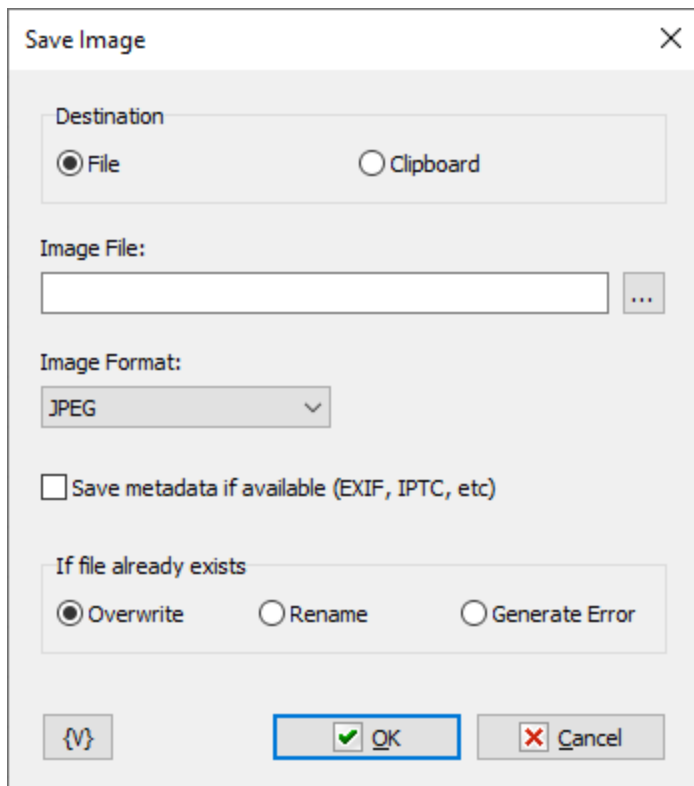 Save Image
Destination
File Clipboard
Image File:
...
Image Format:
JPEG
Save metadata if available (EXIF, IPTC, etc)
If file already exists
Overwrite Rename Generate Error
{V} OK Cancel